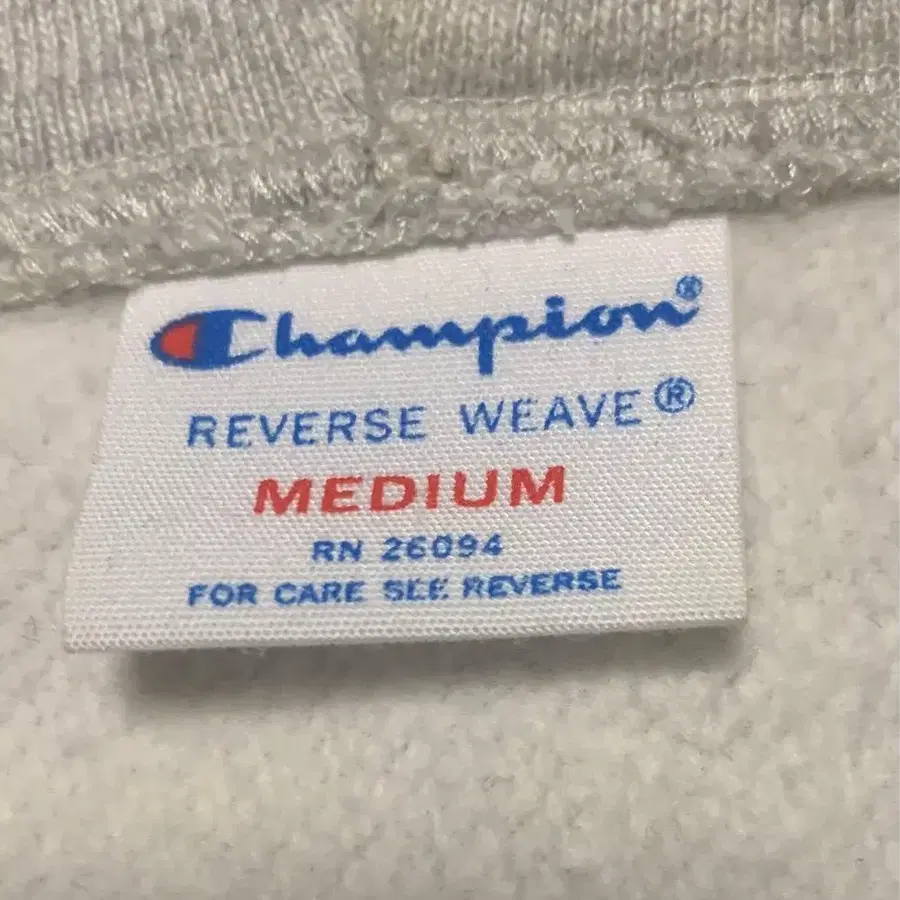 Champion®
REVERSE WEAVE®
MEDIUM
RN 26094
FOR CARE SEE REVERSE